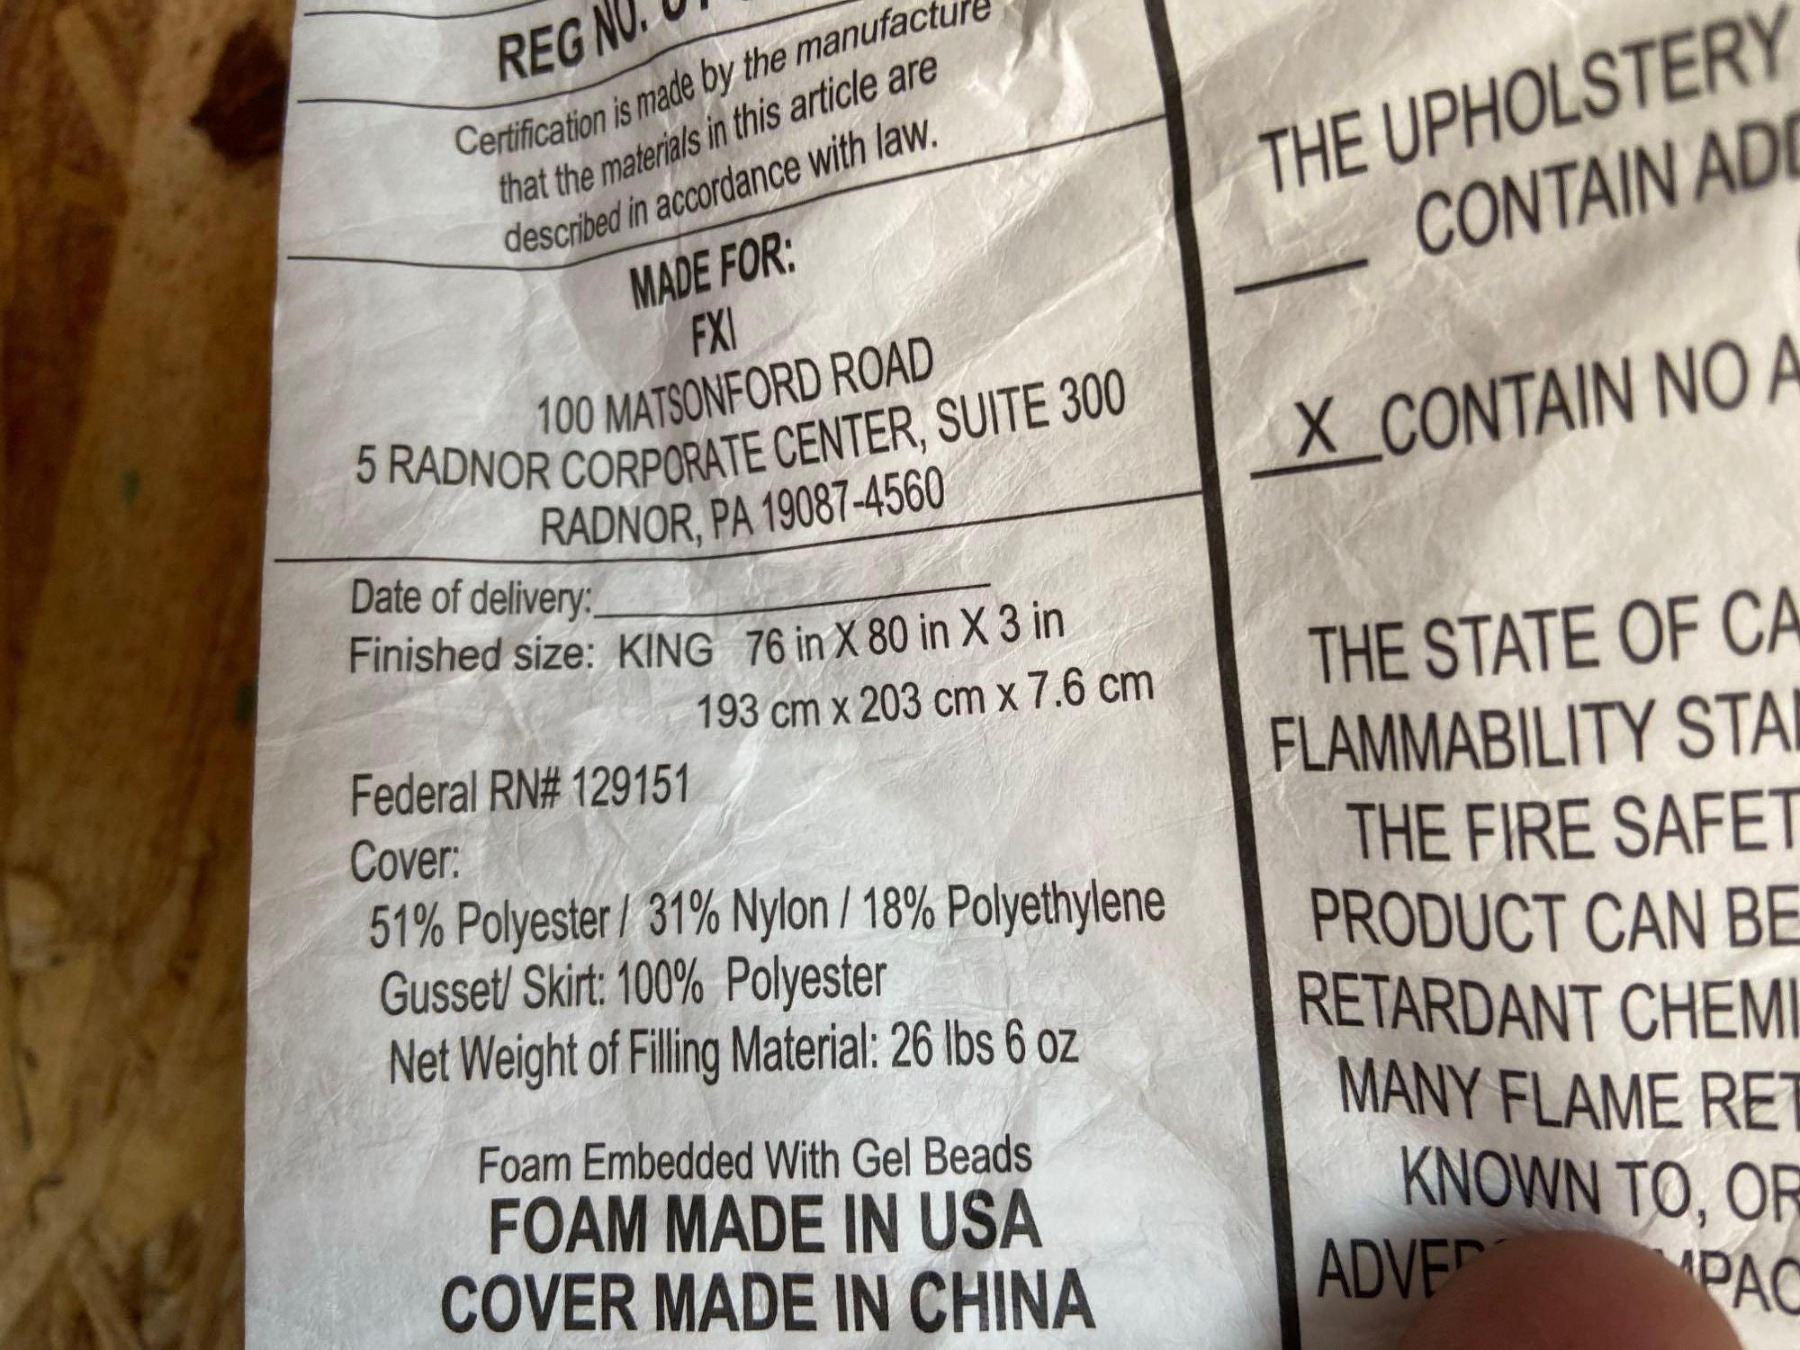 REG NO.
Certification is made by the manufacture
that the materials in this article are
described in accordance with law.
MADE FOR:
FXI
100 MATSONFORD ROAD
5 RADNOR CORPORATE CENTER, SUITE 300
RADNOR, PA 19087-4560
Date of delivery:
Finished size: KING 76 in X 80 in X 3 in
193 cm x 203 cm x 7.6 cm
Federal RN# 129151
Cover:
51% Polyester / 31% Nylon / 18% Polyethylene
Gusset/ Skirt: 100% Polyester
Net Weight of Filling Material: 26 lbs 6 oz
Foam Embedded With Gel Beads
FOAM MADE IN USA
COVER MADE IN CHINA
THE UPHOLSTERY
CONTAIN
X CONTAIN NO
THE STATE OF
FLAMMABILITY
THE FIRE
PRODUCT CAN BE
RETARDANT
MANY FLAME
KNOWN TO,